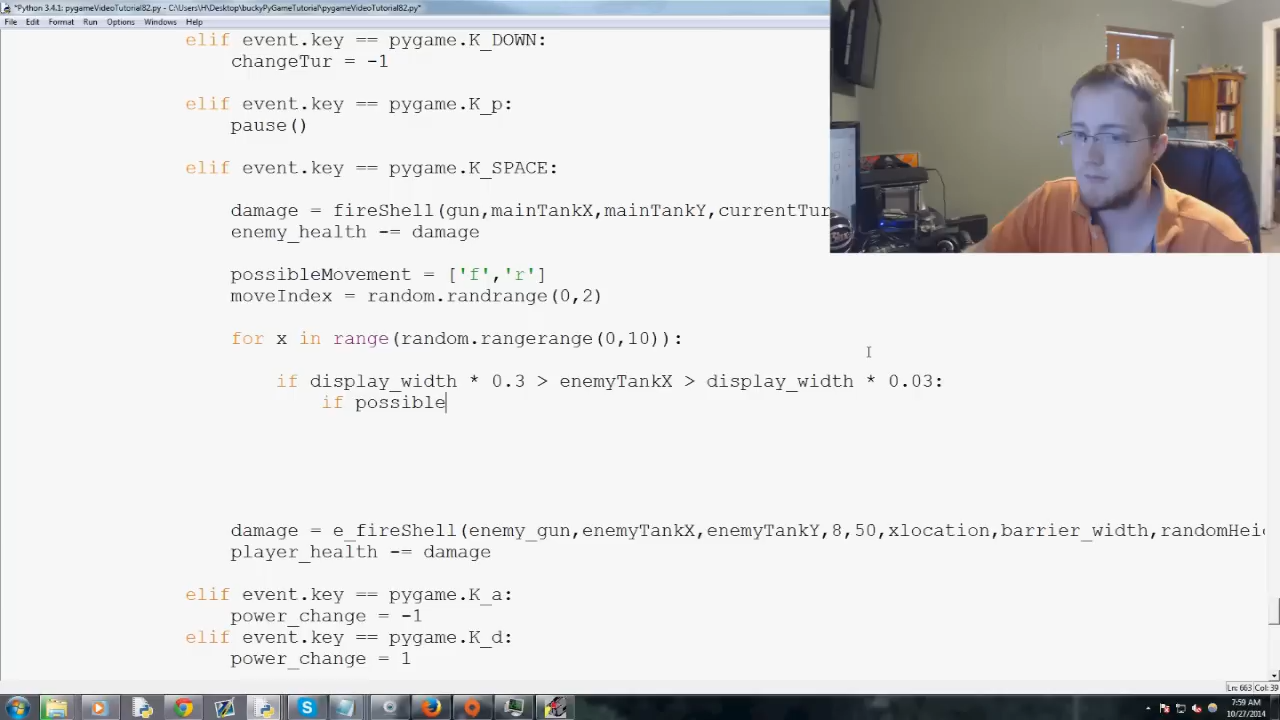 *Python 3.4.1: pygameVideoTutorial82.py - C:\Users\H\Desktop\buckyPyGameTutorial\pygameVideoTutorial82.py*
File Edit Format Run Options Windows Help
elif event.key == pygame.K_DOWN:
changeTur = -1
elif event.key == pygame.K_p:
pause()
elif event.key == pygame.K_SPACE:
damage = fireShell(gun,mainTankX,mainTankY,currentTur
enemy_health -= damage
possibleMovement = ['f','r']
moveIndex = random.randrange(0,2)
for x in range(random.rangerange(0,10)):
if display_width * 0.3 > enemyTankX > display_width * 0.03:
if possible
damage = e_fireShell(enemy_gun,enemyTankX,enemyTankY,8,50,xlocation,barrier_width,randomHei
player_health -= damage
elif event.key == pygame.K_a:
power_change = -1
elif event.key == pygame.K_d:
power_change = 1
Ln: 663 Col: 39
7:59 AM
10/27/2014